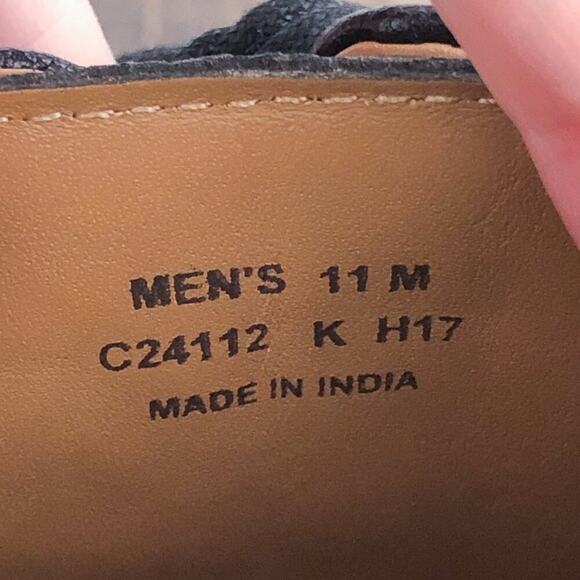 MEN'S 11 M
C24112 K H17
MADE IN INDIA